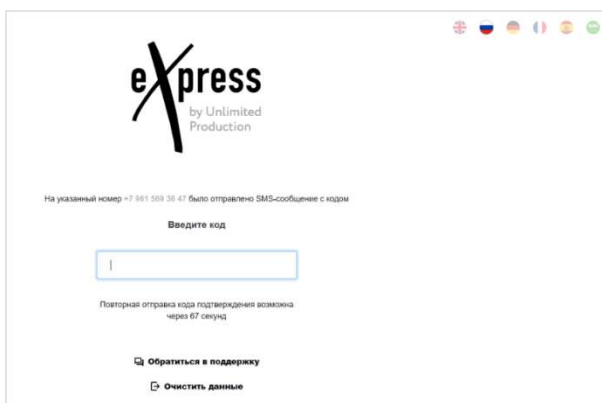 eXpress
by Unlimited
Production
На указанный номер +7 961 569 36 47 было отправлено SMS-сообщение с кодом
Введите код
Повторная отправка кода подтверждения возможна
через 67 секунд
Обратиться в поддержку
Очистить данные